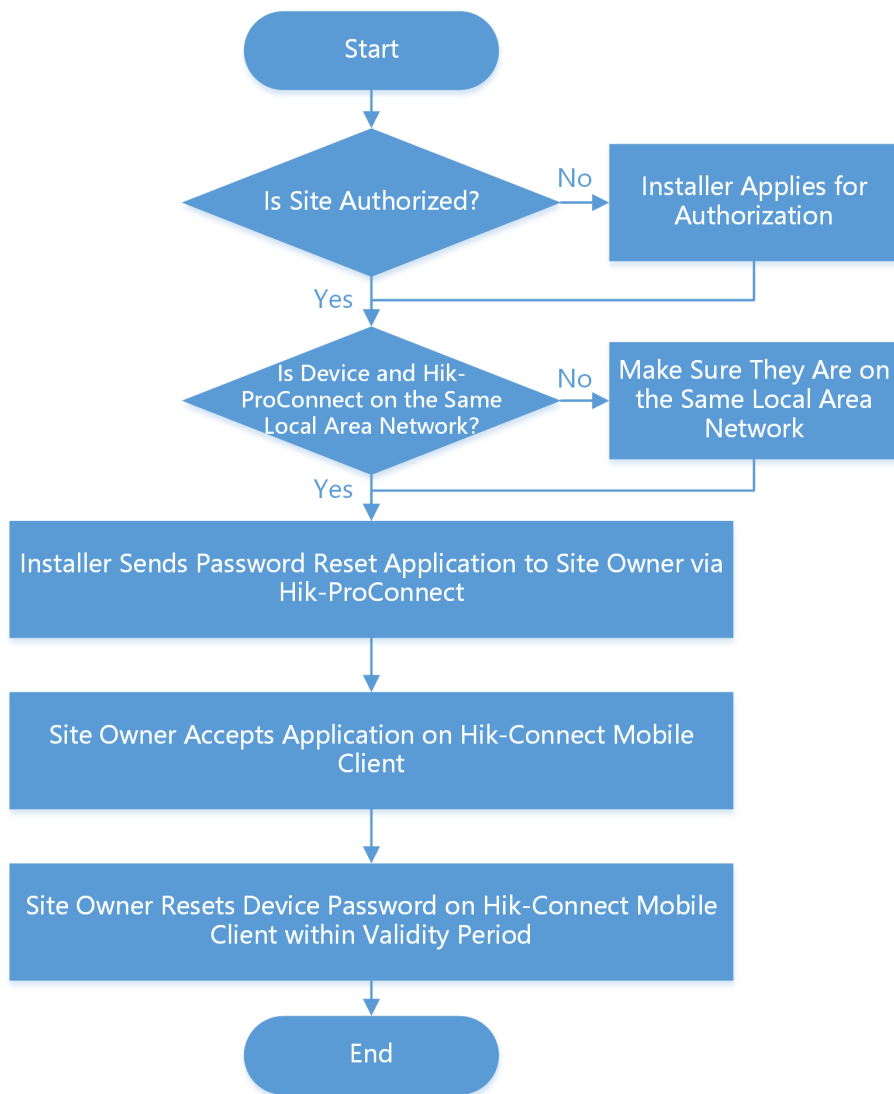 Start
Is Site Authorized?
No
Installer Applies for
Authorization
Yes
Is Device and Hik-
ProConnect on the Same
Local Area Network?
No
Make Sure They Are on
the Same Local Area
Network
Yes
Installer Sends Password Reset Application to Site Owner via
Hik-ProConnect
Site Owner Accepts Application on Hik-Connect Mobile
Client
Site Owner Resets Device Password on Hik-Connect Mobile
Client within Validity Period
End